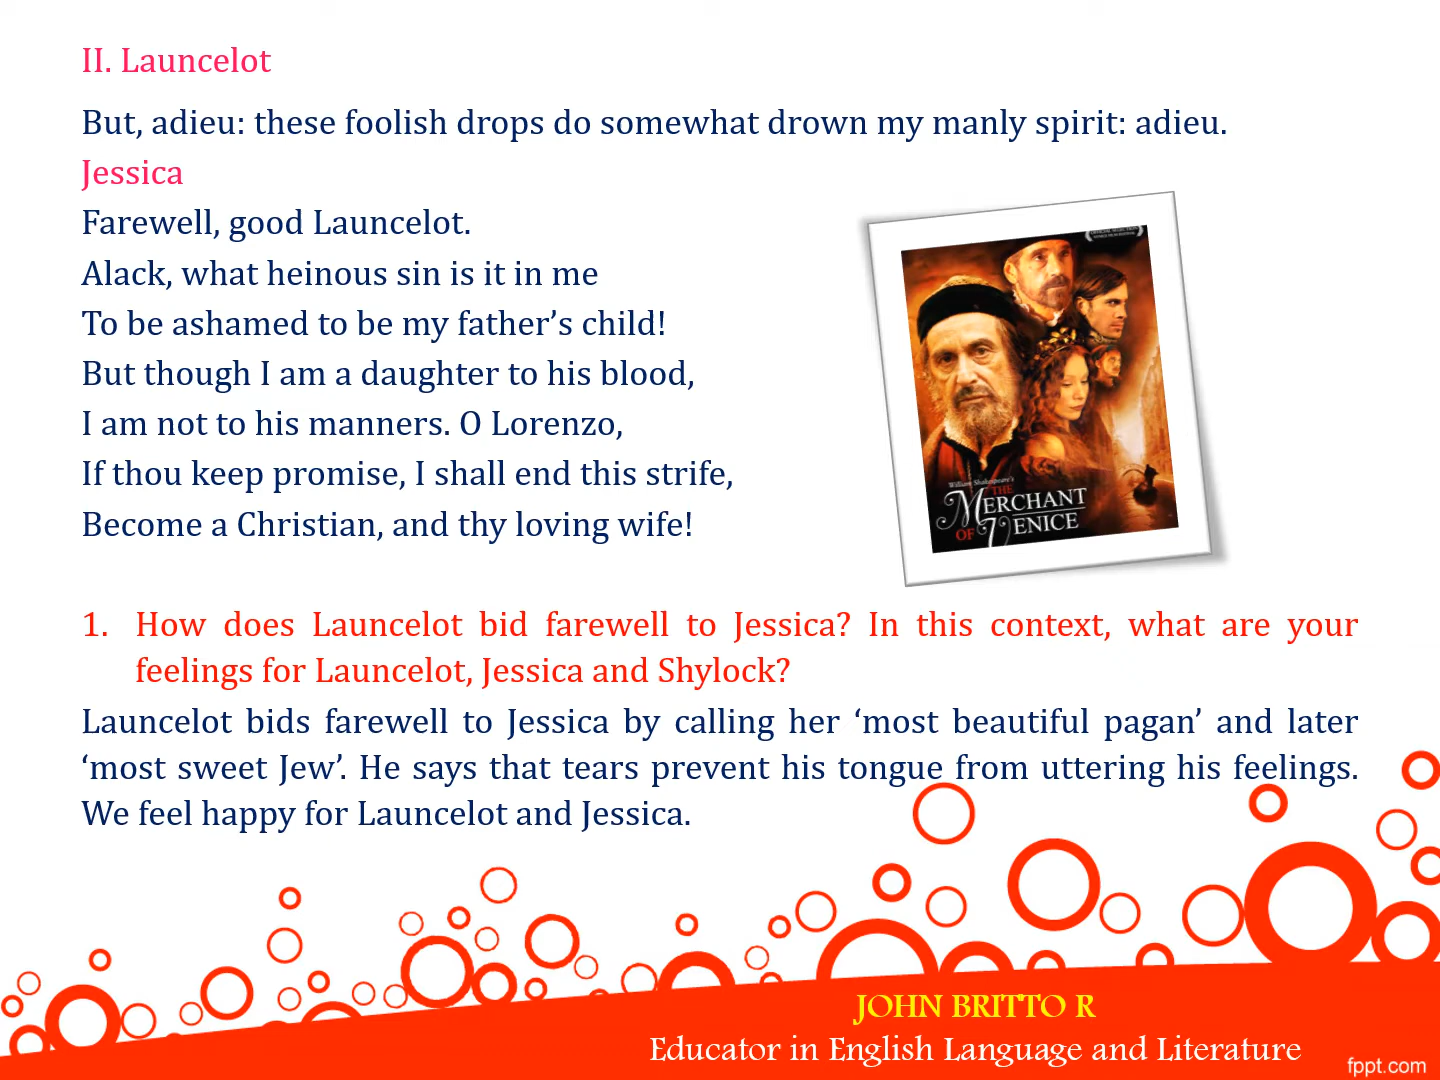 II. Launcelot
But, adieu: these foolish drops do somewhat drown my manly spirit: adieu.
Jessica
Farewell, good Launcelot.
Alack, what heinous sin is it in me
To be ashamed to be my father’s child!
But though I am a daughter to his blood,
I am not to his manners. O Lorenzo,
If thou keep promise, I shall end this strife,
Become a Christian, and thy loving wife!
William Shakespeare's
THE
MERCHANT
OF VENICE
1. How does Launcelot bid farewell to Jessica? In this context, what are your
feelings for Launcelot, Jessica and Shylock?
Launcelot bids farewell to Jessica by calling her ‘most beautiful pagan’ and later
‘most sweet Jew’. He says that tears prevent his tongue from uttering his feelings.
We feel happy for Launcelot and Jessica.
JOHN BRITTO R
Educator in English Language and Literature
fppt.com